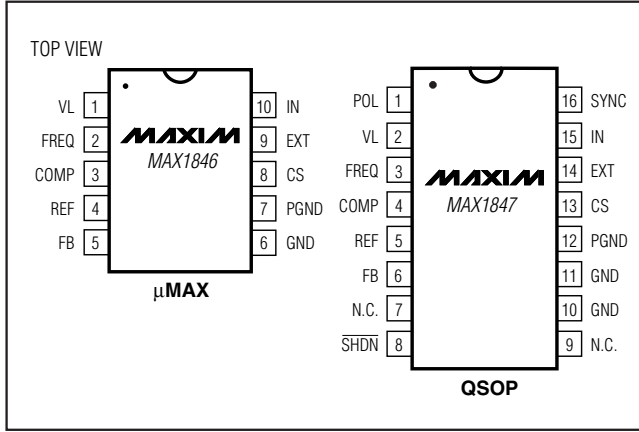 TOP VIEW
VL 1
FREQ 2
COMP 3
REF 4
FB 5
MAXIM
MAX1846
10 IN
9 EXT
8 CS
7 PGND
6 GND
µMAX
POL 1
VL 2
FREQ 3
COMP 4
REF 5
FB 6
N.C. 7
SHDN 8
MAXIM
MAX1847
16 SYNC
15 IN
14 EXT
13 CS
12 PGND
11 GND
10 GND
9 N.C.
QSOP